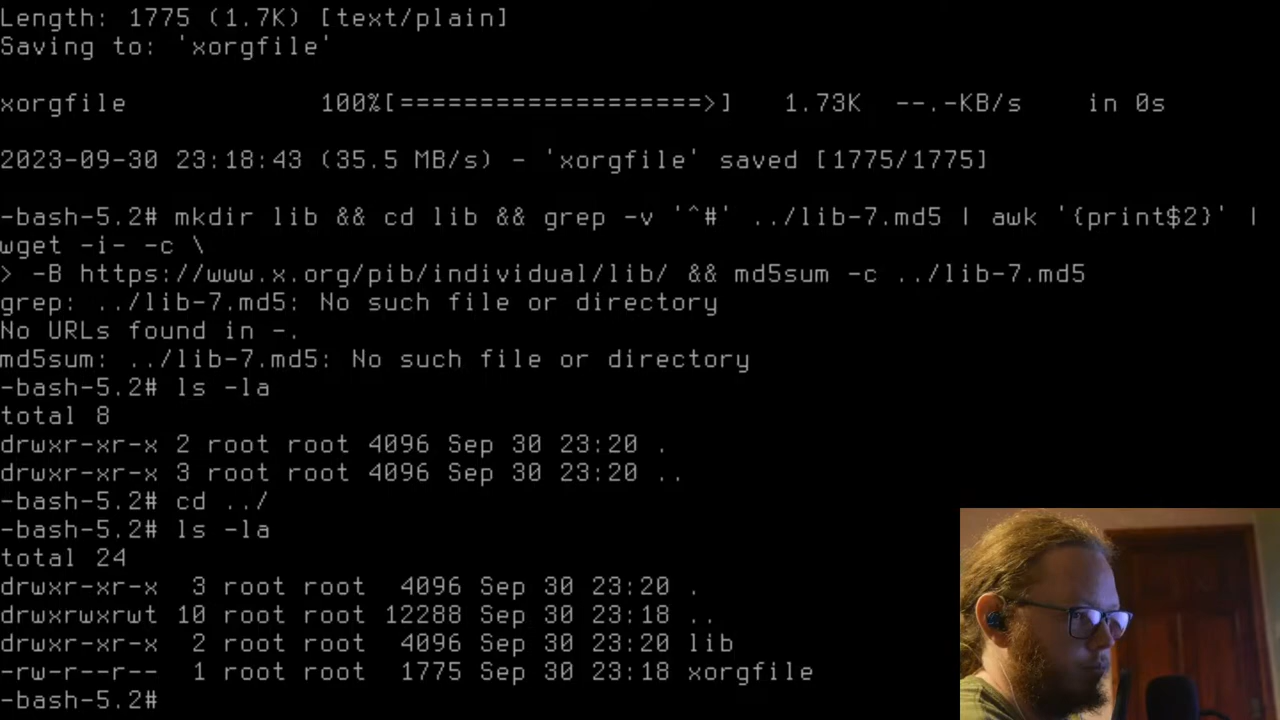 Length: 1775 (1.7K) [text/plain]
Saving to: 'xorgfile'
xorgfile 100%[===================>] 1.73K --.-KB/s in 0s
2023-09-30 23:18:43 (35.5 MB/s) - 'xorgfile' saved [1775/1775]
-bash-5.2# mkdir lib && cd lib && grep -v '^#' ../lib-7.md5 | awk '{print$2}' |
wget -i- -c \
> -B https://www.x.org/pib/individual/lib/ && md5sum -c ../lib-7.md5
grep: ../lib-7.md5: No such file or directory
No URLs found in -.
md5sum: ../lib-7.md5: No such file or directory
-bash-5.2# ls -la
total 8
drwxr-xr-x 2 root root 4096 Sep 30 23:20 .
drwxr-xr-x 3 root root 4096 Sep 30 23:20 ..
-bash-5.2# cd ../
-bash-5.2# ls -la
total 24
drwxr-xr-x 3 root root 4096 Sep 30 23:20 .
drwxrwxrwt 10 root root 12288 Sep 30 23:18 ..
drwxr-xr-x 2 root root 4096 Sep 30 23:20 lib
-rw-r--r-- 1 root root 1775 Sep 30 23:18 xorgfile
-bash-5.2#